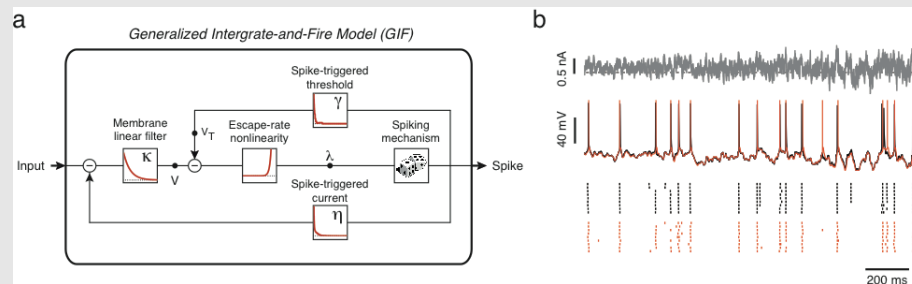 a
Generalized Intergrate-and-Fire Model (GIF)
Spike-triggered
threshold
γ
Membrane
linear filter
κ
V_T
Escape-rate
nonlinearity
λ
Spiking
mechanism
Input
−
V
−
Spike
Spike-triggered
current
η
b
0.5 nA
40 mV
200 ms